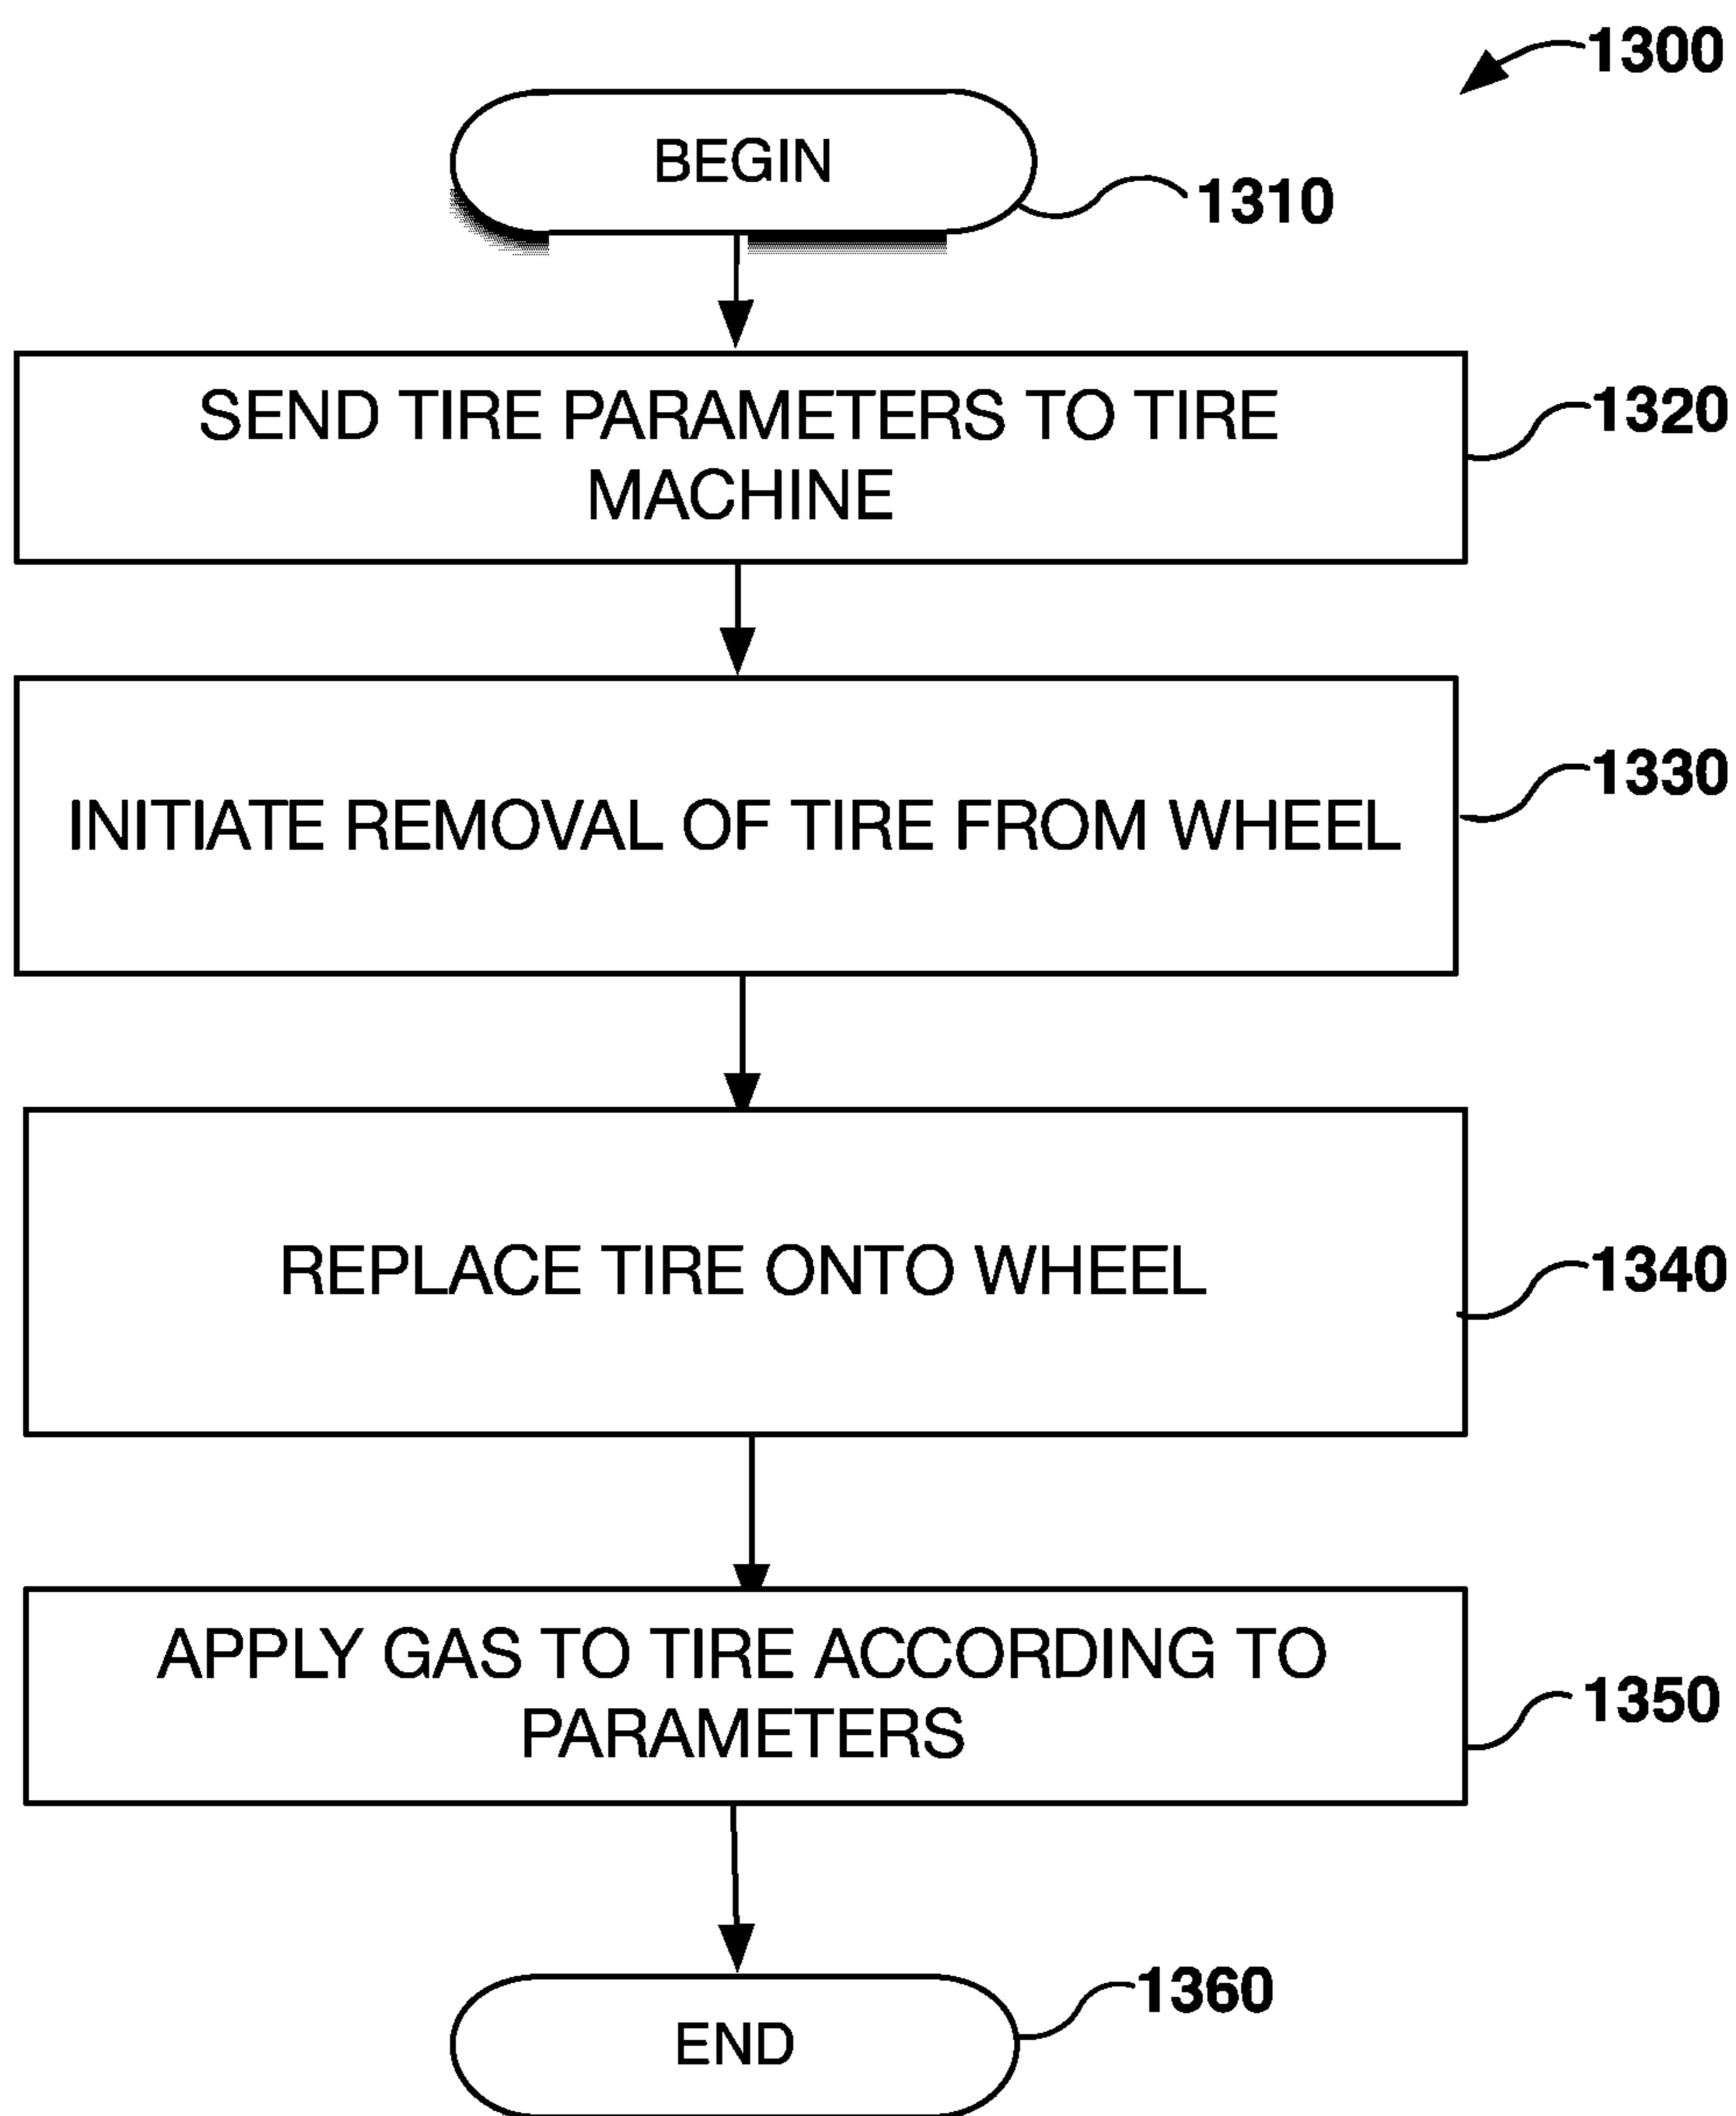 1300
BEGIN
1310
SEND TIRE PARAMETERS TO TIRE
MACHINE
1320
INITIATE REMOVAL OF TIRE FROM WHEEL
1330
REPLACE TIRE ONTO WHEEL
1340
APPLY GAS TO TIRE ACCORDING TO
PARAMETERS
1350
END
1360